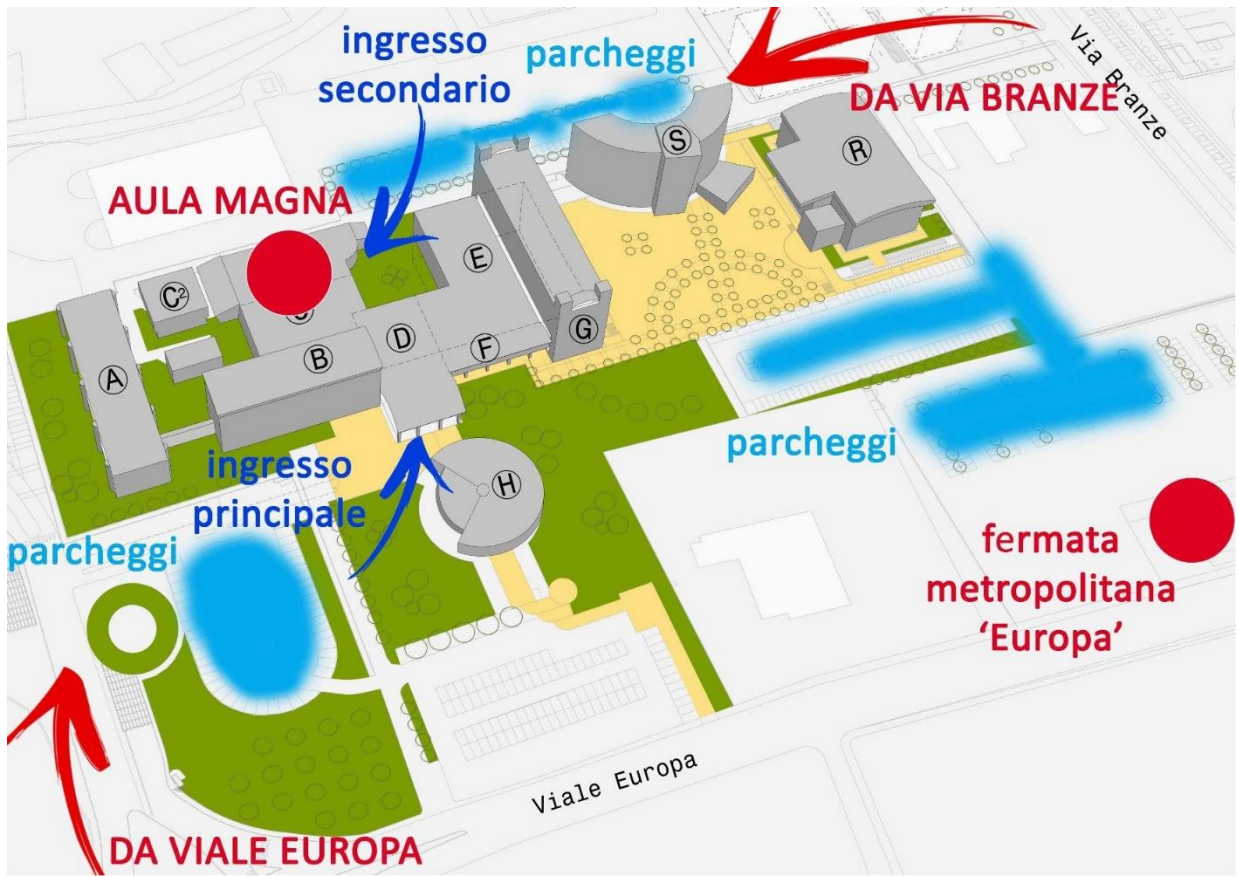 ingresso
secondario
parcheggi
Via Branze
DA VIA BRANZE
S
R
AULA MAGNA
E
C²
G
D
F
B
A
parcheggi
ingresso
principale
H
parcheggi
fermata
metropolitana
‘Europa’
Viale Europa
DA VIALE EUROPA